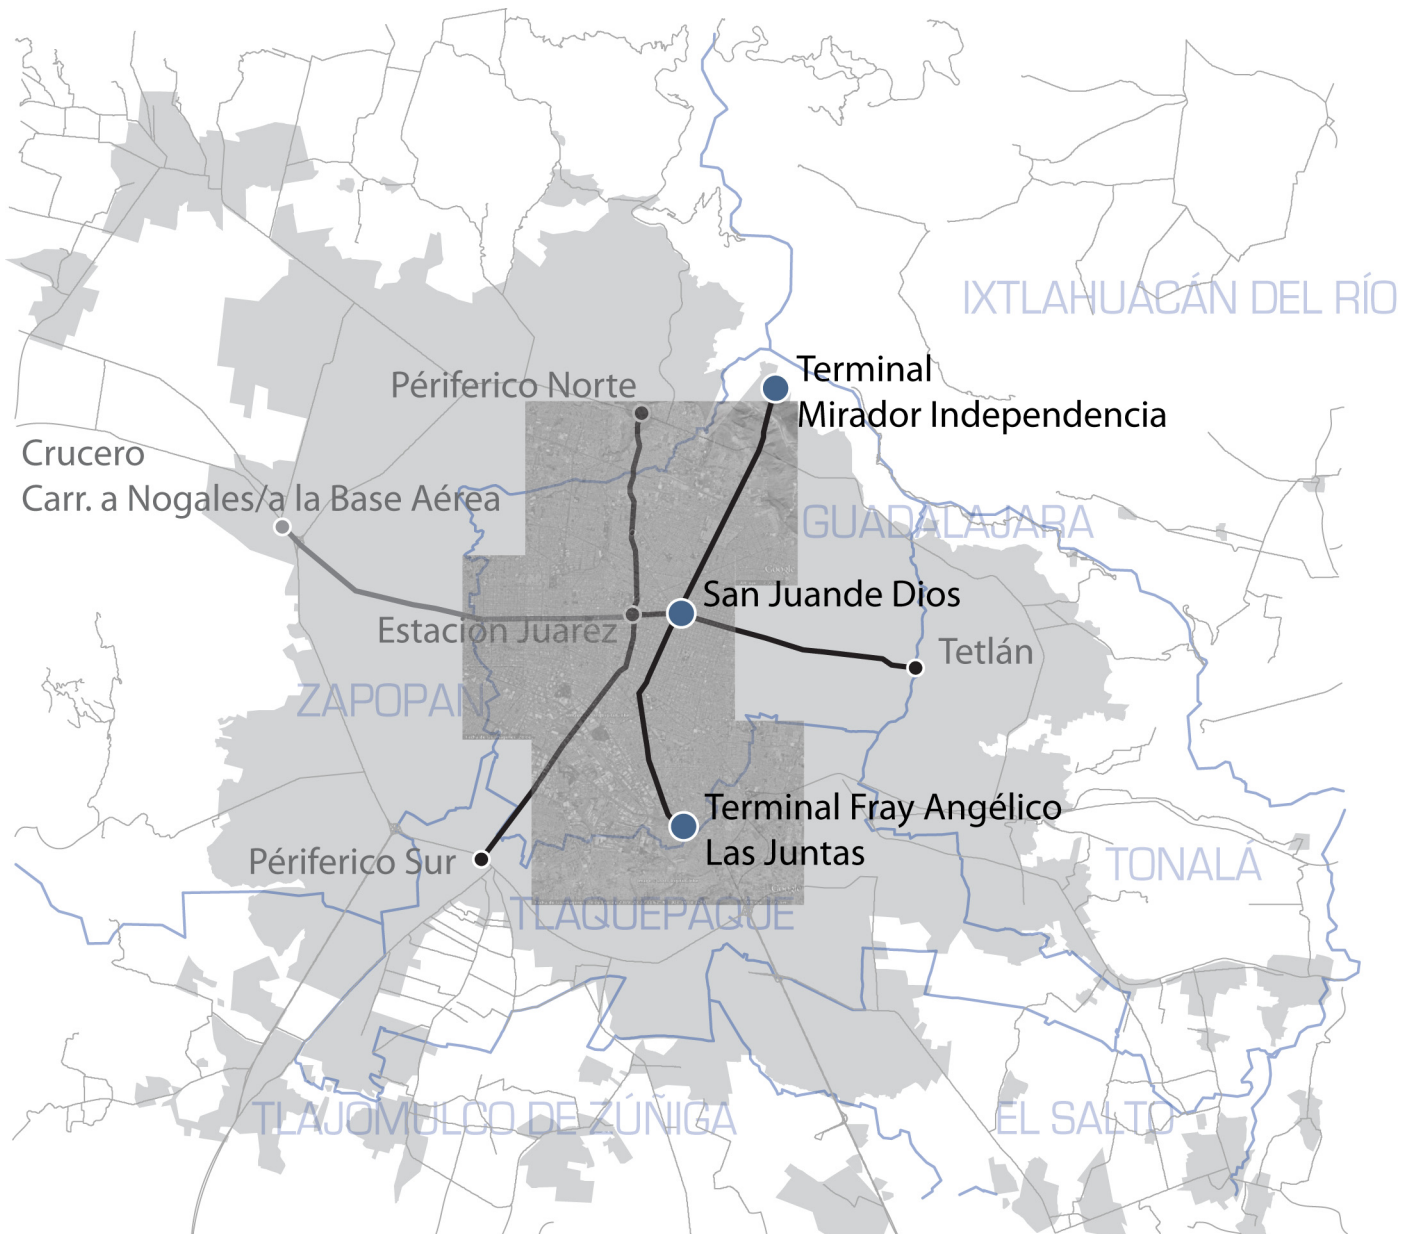 IXTLAHUACÁN DEL RÍO
Terminal
Mirador Independencia
Périferico Norte
Crucero
Carr. a Nogales/a la Base Aérea
GUADALAJARA
San Juande Dios
Estación Juaréz
Tetlán
ZAPOPAN
Terminal Fray Angélico
Las Juntas
Périferico Sur
TONALÁ
TLAQUEPAQUE
TLAJOMULCO DE ZÚÑIGA
EL SALTO